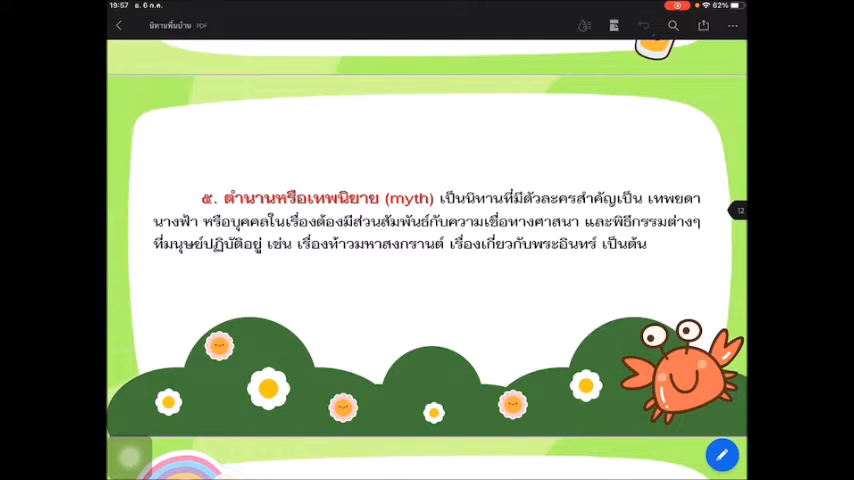 19:57 อ. 6 ก.ค.
62%
นิทานพื้นบ้าน PDF
๕. ตำนานหรือเทพนิยาย (myth) เป็นนิทานที่มีตัวละครสำคัญเป็น เทพยดา
นางฟ้า หรือบุคคลในเรื่องต้องมีส่วนสัมพันธ์กับความเชื่อทางศาสนา และพิธีกรรมต่างๆ
ที่มนุษย์ปฏิบัติอยู่ เช่น เรื่องท้าวมหาสงกรานต์ เรื่องเกี่ยวกับพระอินทร์ เป็นต้น
12